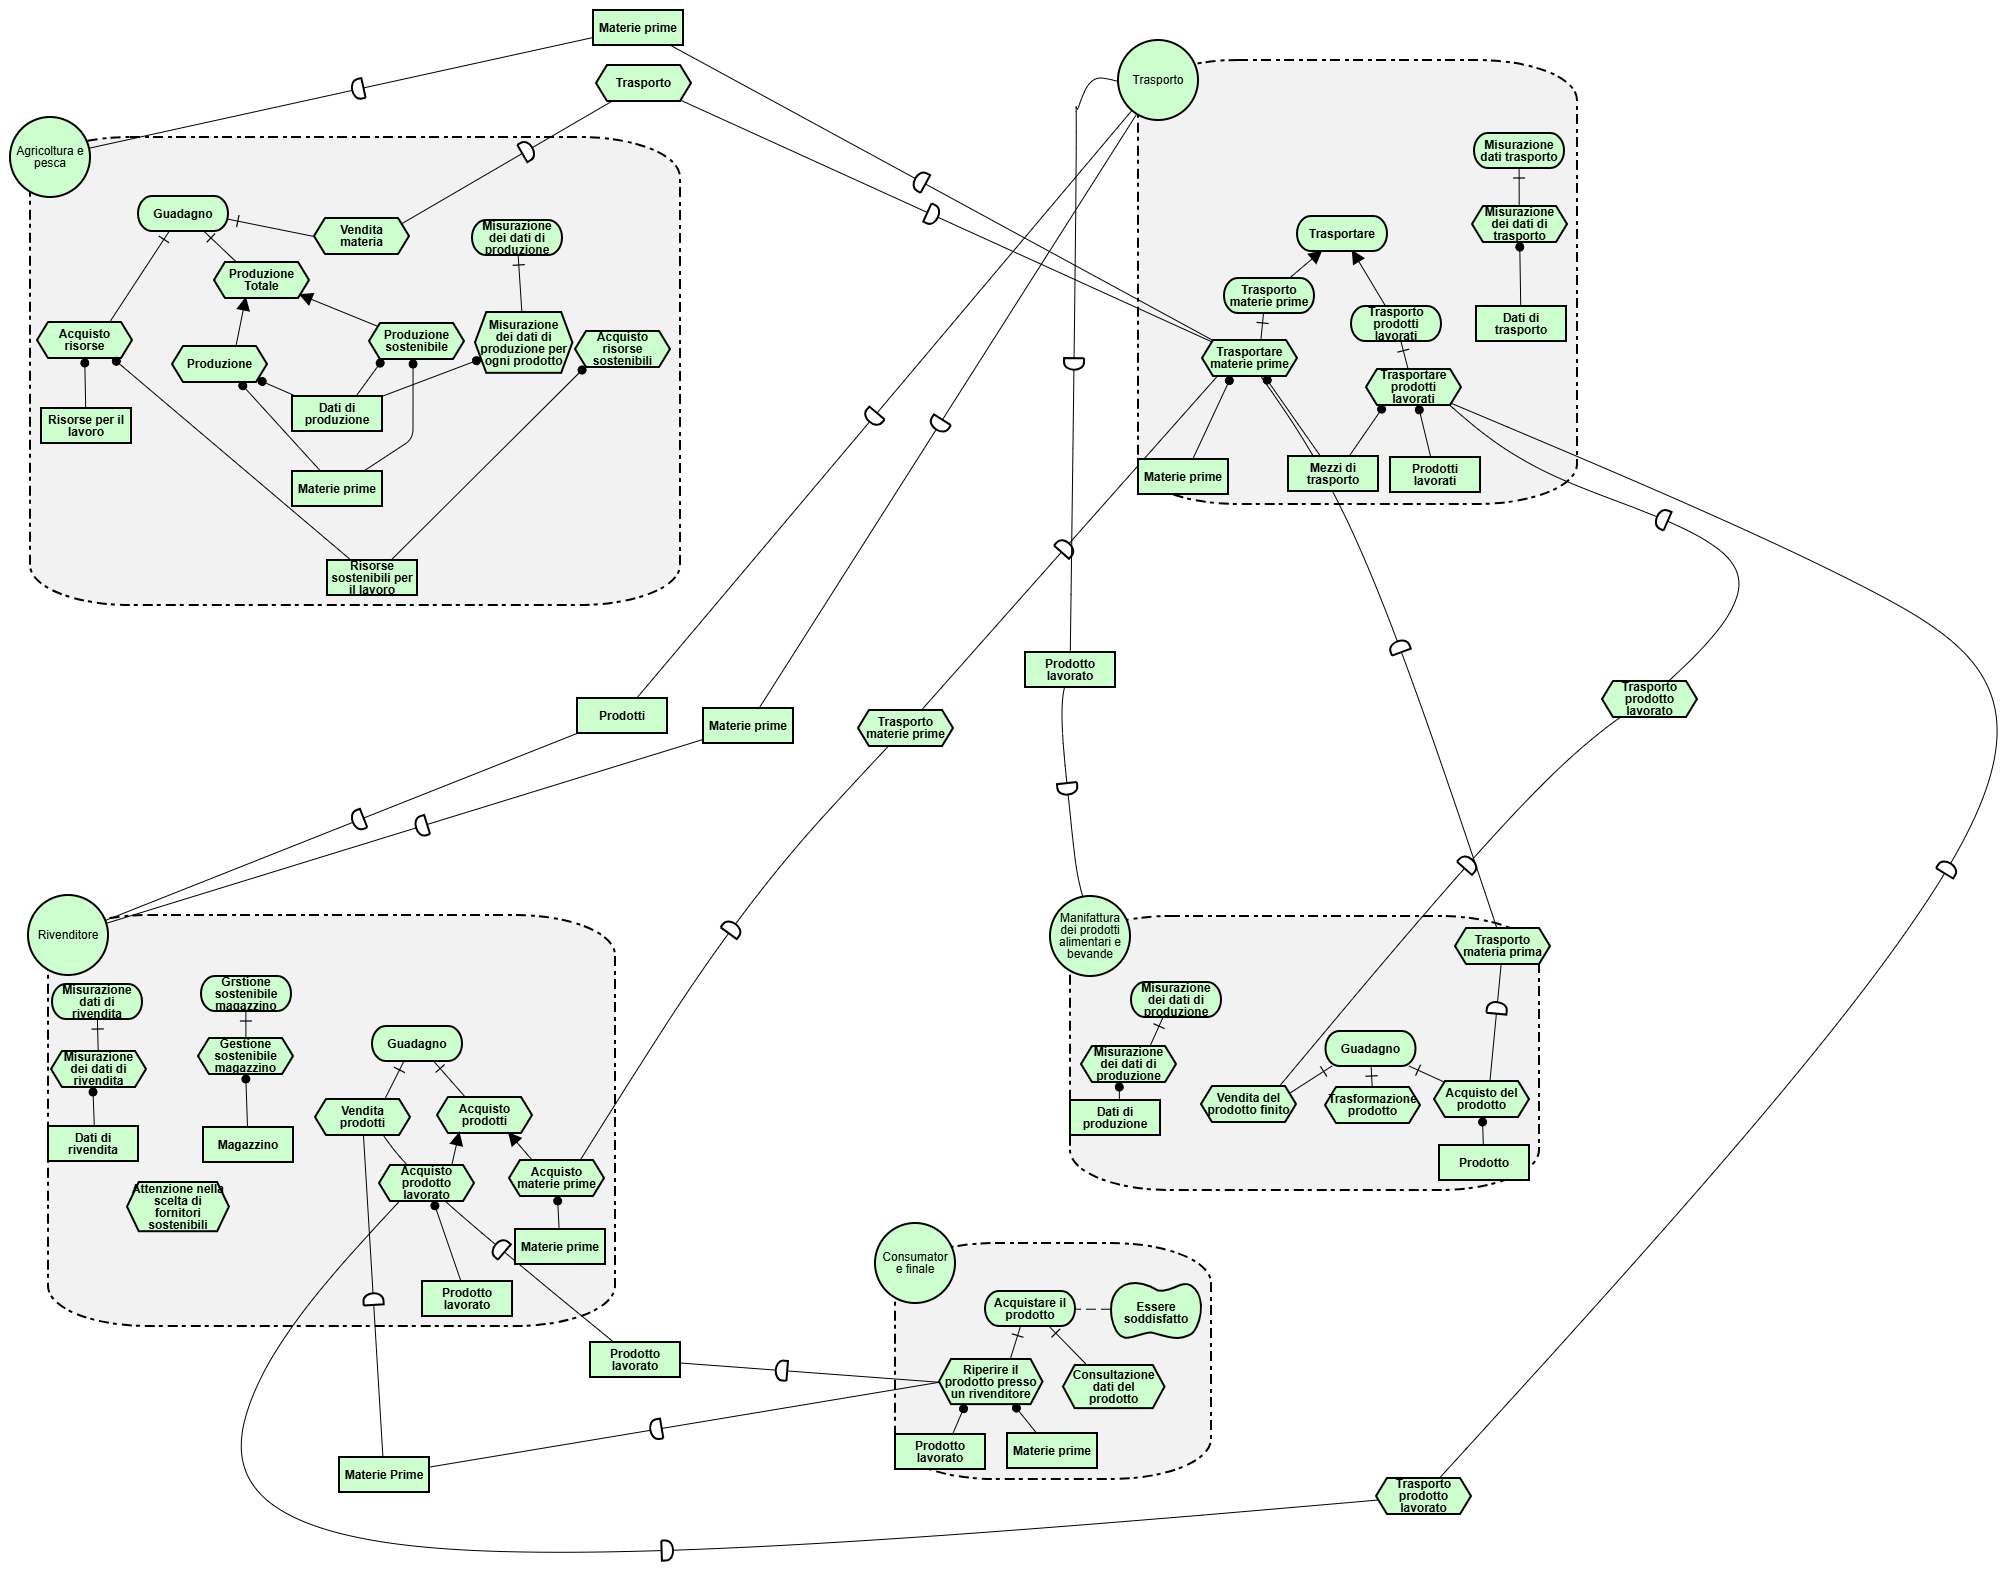 Materie prime
Trasporto
Agricoltura e
pesca
Guadagno
Vendita
materia
Misurazione
dei dati di
produzione
Produzione
Totale
Acquisto
risorse
Produzione
Produzione
sostenibile
Misurazione
dei dati di
produzione per
ogni prodotto
Acquisto
risorse
sostenibili
Risorse per il
lavoro
Dati di
produzione
Materie prime
Risorse
sostenibili per
il lavoro
Trasporto
Misurazione
dati trasporto
Misurazione
dei dati di
trasporto
Trasportare
Trasporto
materie prime
Trasporto
prodotti
lavorati
Dati di
trasporto
Trasportare
materie prime
Trasportare
prodotti
lavorati
Materie prime
Mezzi di
trasporto
Prodotti
lavorati
Prodotti
Materie prime
Trasporto
materie prime
Prodotto
lavorato
Trasporto
prodotto
lavorato
Rivenditore
Misurazione
dati di
rivendita
Grstione
sostenibile
magazzino
Misurazione
dei dati di
rivendita
Gestione
sostenibile
magazzino
Guadagno
Vendita
prodotti
Acquisto
prodotti
Dati di
rivendita
Magazzino
Acquisto
prodotto
lavorato
Acquisto
materie prime
Attenzione nella
scelta di
fornitori
sostenibili
Materie prime
Prodotto
lavorato
Manifattura
dei prodotti
alimentari e
bevande
Trasporto
materia prima
Misurazione
dei dati di
produzione
Misurazione
dei dati di
produzione
Guadagno
Vendita del
prodotto finito
Trasformazione
prodotto
Acquisto del
prodotto
Dati di
produzione
Prodotto
Consumator
e finale
Acquistare il
prodotto
Essere
soddisfatto
Prodotto
lavorato
Riperire il
prodotto presso
un rivenditore
Consultazione
dati del
prodotto
Prodotto
lavorato
Materie prime
Materie Prime
Trasporto
prodotto
lavorato